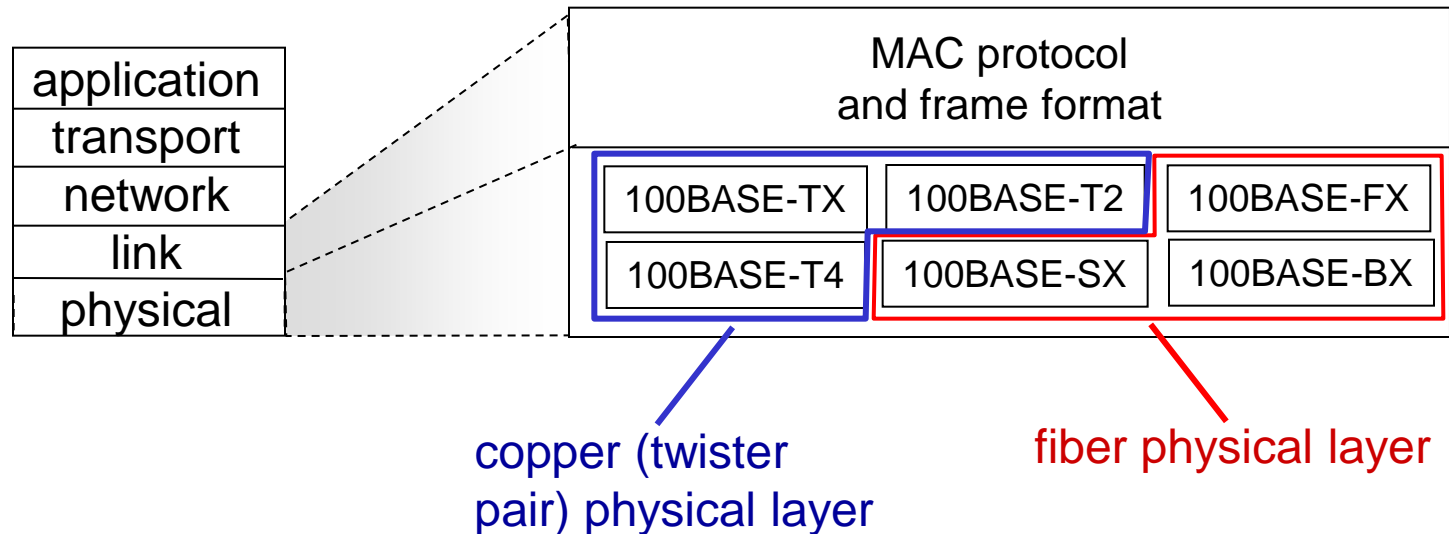 application
transport
network
link
physical
MAC protocol
and frame format
100BASE-TX
100BASE-T2
100BASE-FX
100BASE-T4
100BASE-SX
100BASE-BX
copper (twister
pair) physical layer
fiber physical layer